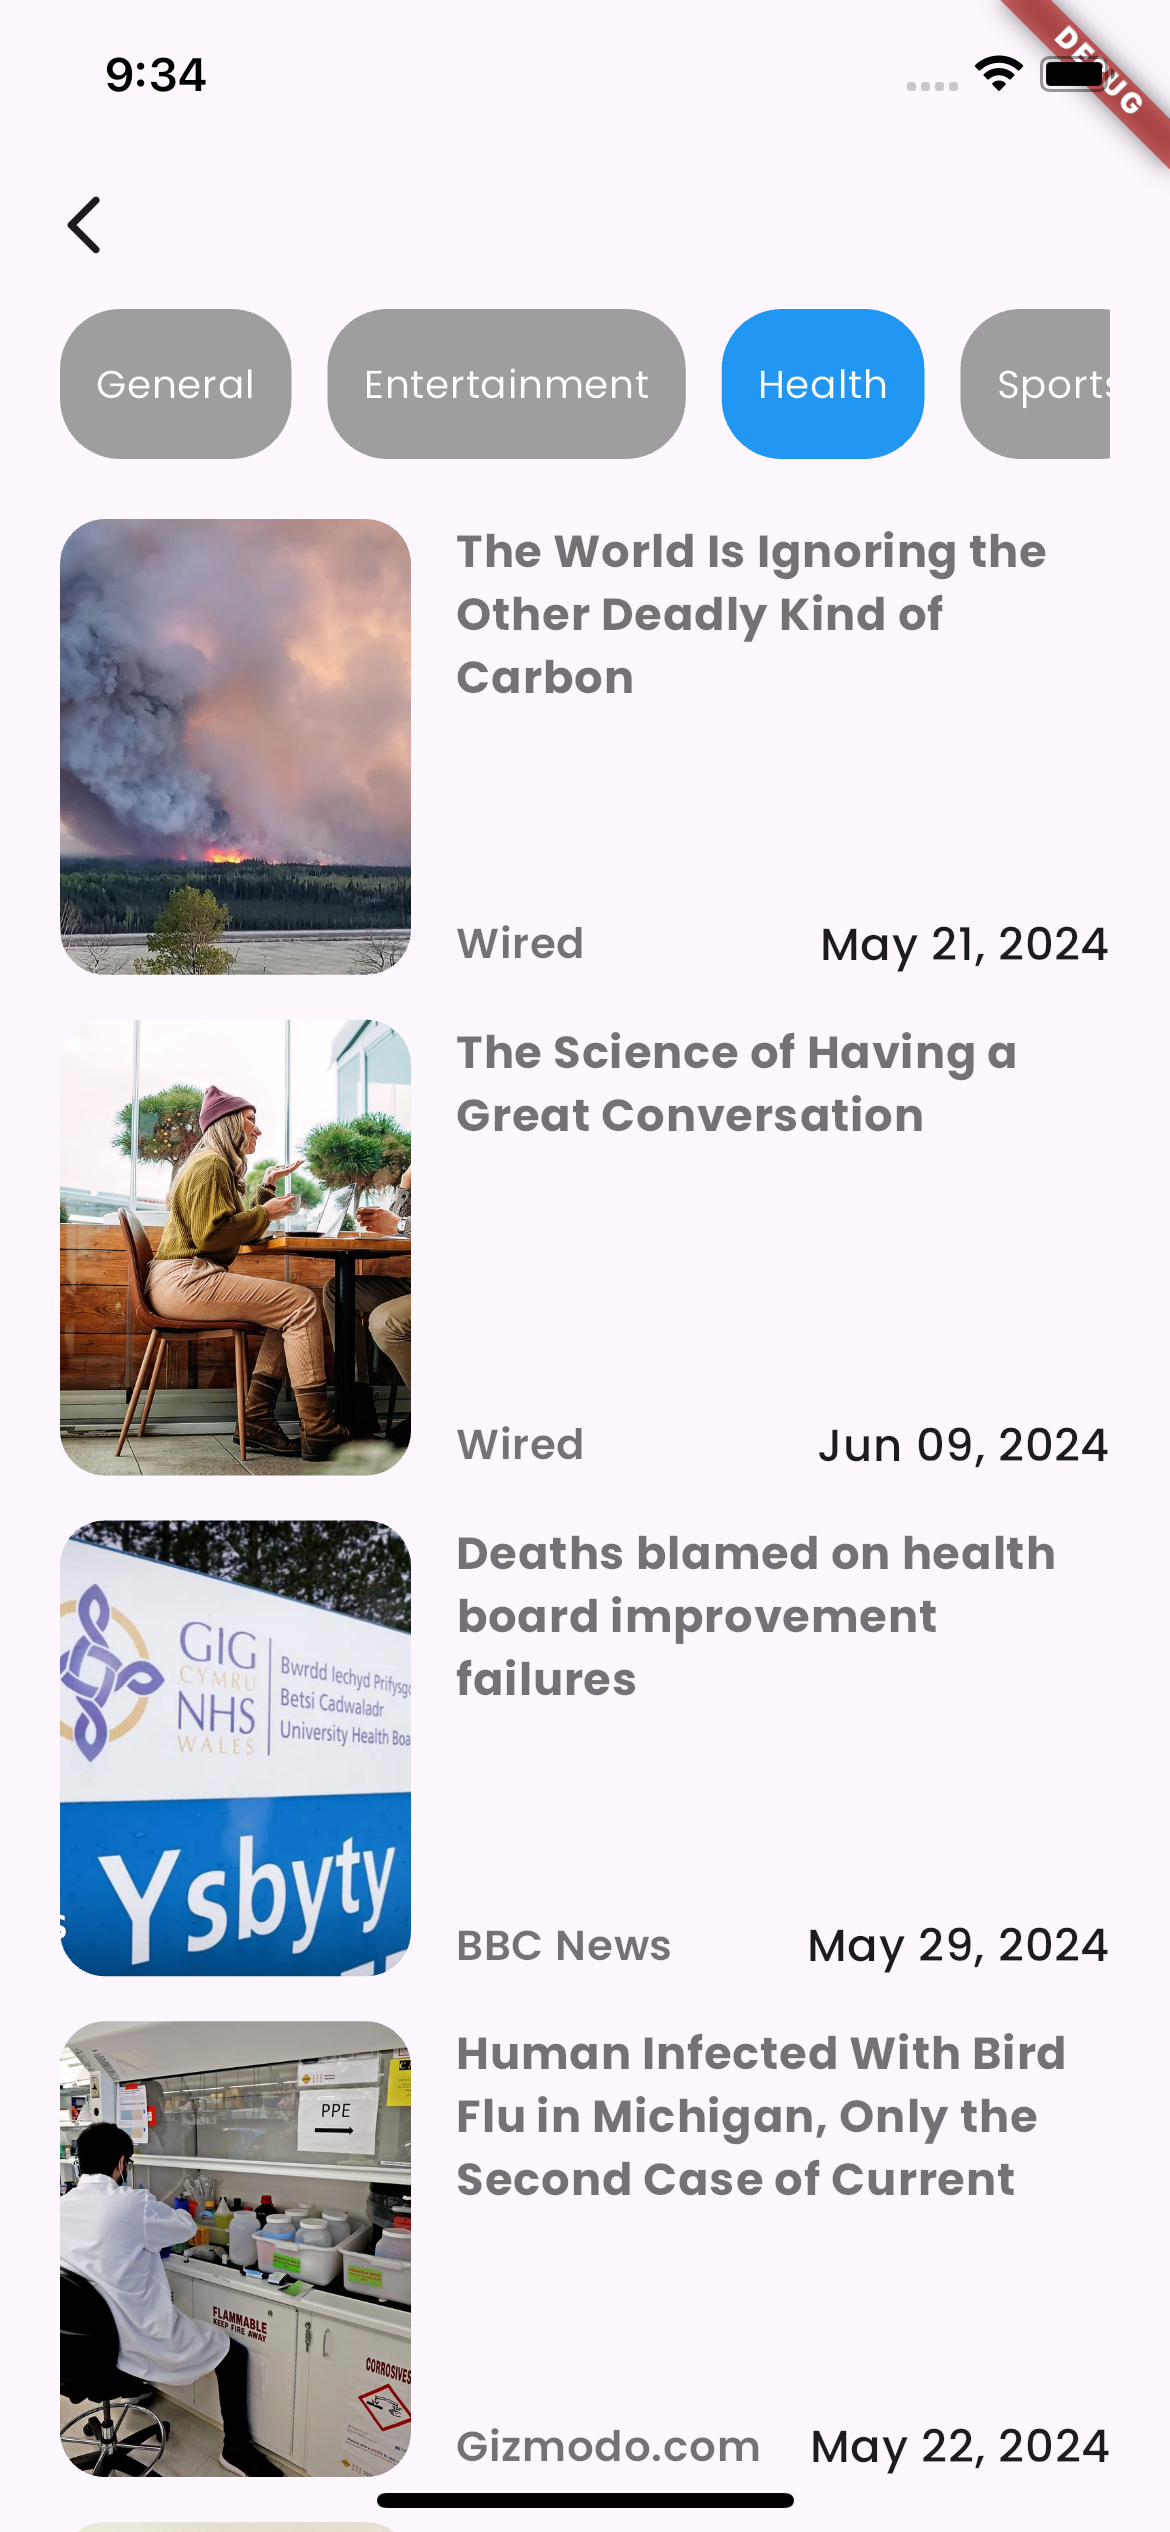 9:34
DEBUG
General
Entertainment
Health
Sports
The World Is Ignoring the
Other Deadly Kind of
Carbon
Wired
May 21, 2024
The Science of Having a
Great Conversation
Wired
Jun 09, 2024
GIG
CYMRU
NHS
WALES
Bwrdd Iechyd
Betsi Cadwaladr
University Health
Ysbyty
Deaths blamed on health
board improvement
failures
BBC News
May 29, 2024
PPE
FLAMMABLE
KEEP FIRE AWAY
CORROSIVES
Human Infected With Bird
Flu in Michigan, Only the
Second Case of Current
Gizmodo.com
May 22, 2024